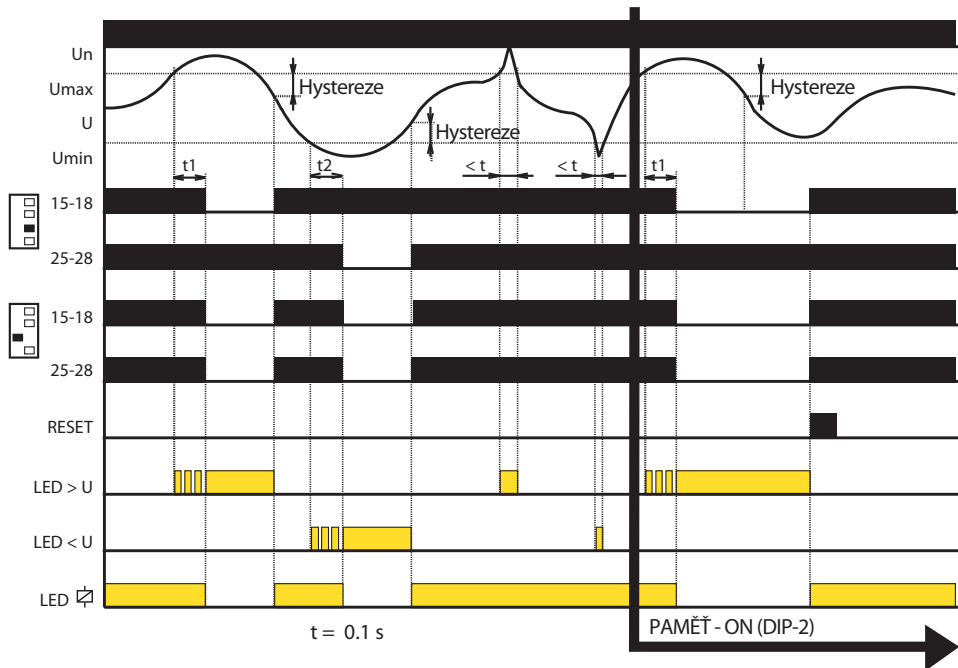 Un
Umax
Hystereze
Hystereze
U
Hystereze
Umin
t1
t2
< t
< t
t1
15-18
25-28
15-18
25-28
RESET
LED > U
LED < U
LED
t = 0.1 s
PAMĚŤ - ON (DIP-2)